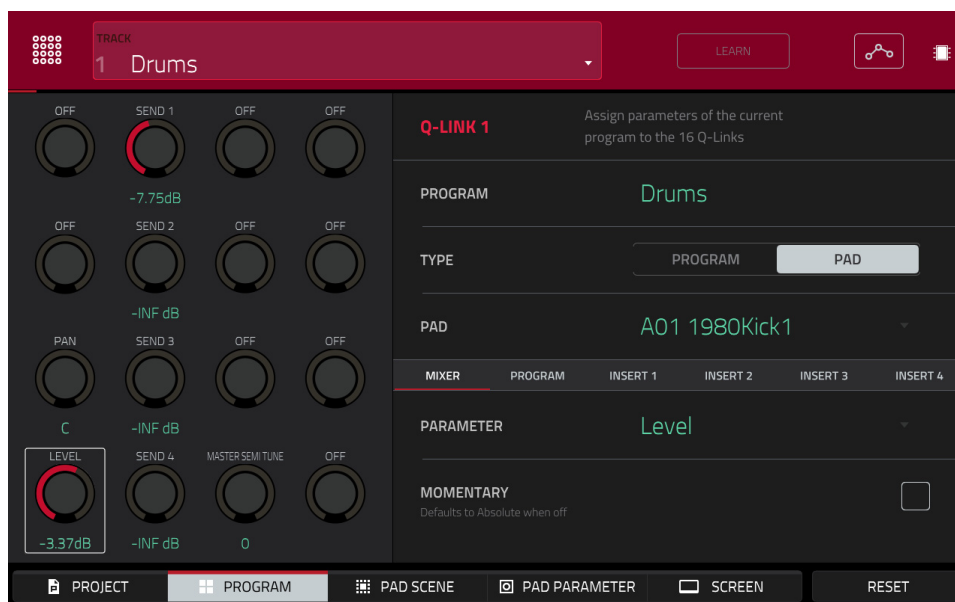 TRACK
1 Drums
LEARN
OFF SEND 1 OFF OFF
-7.75dB
OFF SEND 2 OFF OFF
-INF dB
PAN SEND 3 OFF OFF
C -INF dB
LEVEL SEND 4 MASTER SEMI TUNE OFF
-3.37dB -INF dB 0
Q-LINK 1
Assign parameters of the current
program to the 16 Q-Links
PROGRAM Drums
TYPE PROGRAM PAD
PAD A01 1980Kick1
MIXER PROGRAM INSERT 1 INSERT 2 INSERT 3 INSERT 4
PARAMETER Level
MOMENTARY
Defaults to Absolute when off
PROJECT PROGRAM PAD SCENE PAD PARAMETER SCREEN RESET